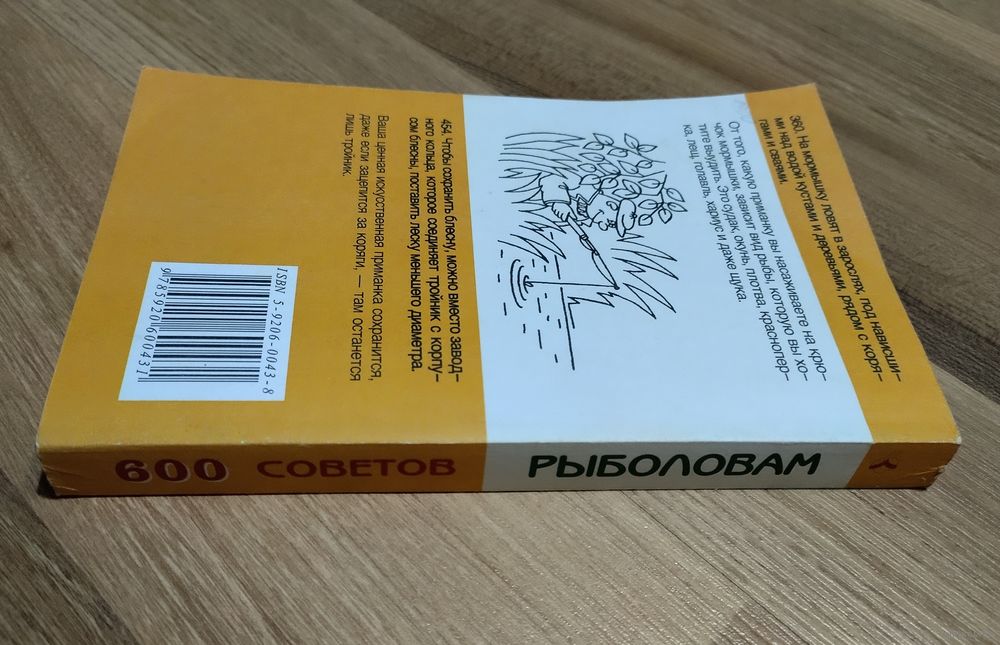 360. На мормышку ловят в зарослях, под нависши-
ми над водой кустами и деревьями, рядом с коря-
гами и сваями.
От того, какую приманку вы насаживаете на крю-
чок мормышки, зависит вид рыбы, которую вы хо-
тите выудить. Это судак, окунь, плотва, краснопер-
ка, лещ, голавль, хариус и даже щука.
454. Чтобы сохранить блесну, можно вместо завод-
ного кольца, которое соединяет тройник с корпу-
сом блесны, поставить леску меньшего диаметра.
Ваша ценная искусственная приманка сохранится,
даже если зацепится за коряги, — там останется
лишь тройник.
ISBN 5-9206-0043-8
9785920600431
600 СОВЕТОВ РЫБОЛОВАМ